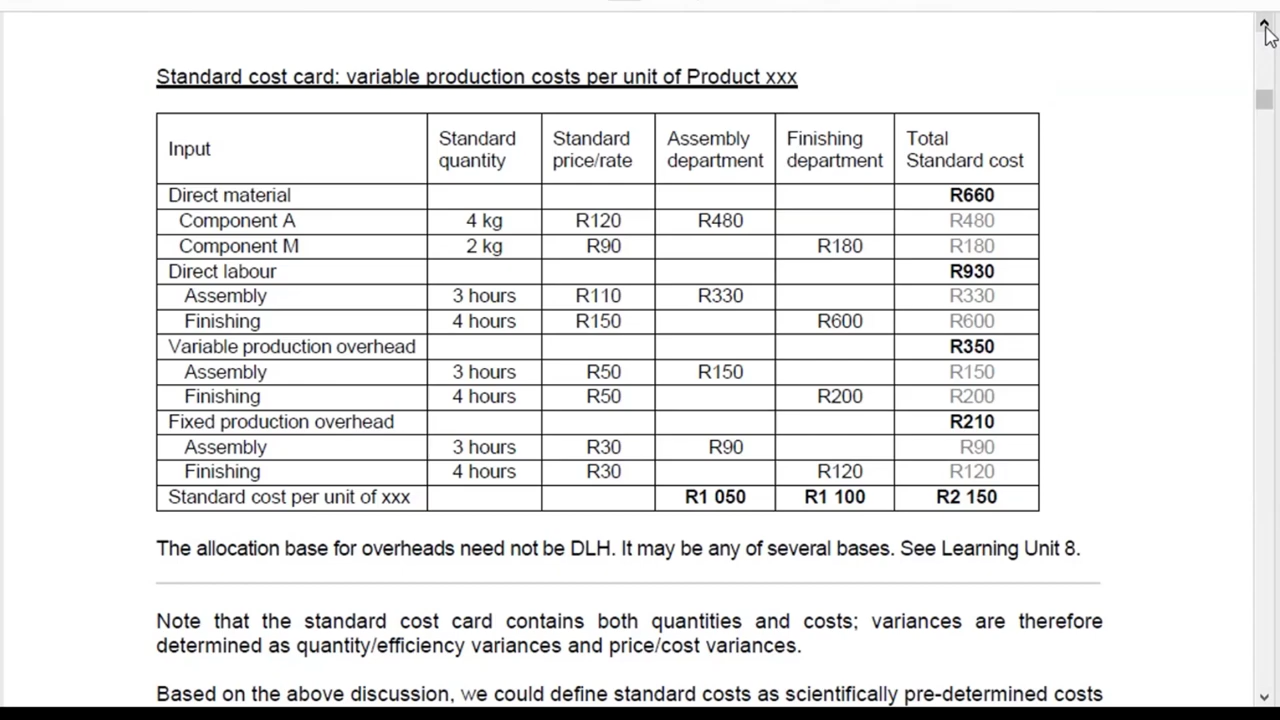 Standard cost card: variable production costs per unit of Product xxx
Input Standard quantity Standard price/rate Assembly department Finishing department Total Standard cost
Direct material R660
Component A 4 kg R120 R480 R480
Component M 2 kg R90 R180 R180
Direct labour R930
Assembly 3 hours R110 R330 R330
Finishing 4 hours R150 R600 R600
Variable production overhead R350
Assembly 3 hours R50 R150 R150
Finishing 4 hours R50 R200 R200
Fixed production overhead R210
Assembly 3 hours R30 R90 R90
Finishing 4 hours R30 R120 R120
Standard cost per unit of xxx R1 050 R1 100 R2 150
The allocation base for overheads need not be DLH. It may be any of several bases. See Learning Unit 8.
Note that the standard cost card contains both quantities and costs; variances are therefore
determined as quantity/efficiency variances and price/cost variances.
Based on the above discussion, we could define standard costs as scientifically pre-determined costs